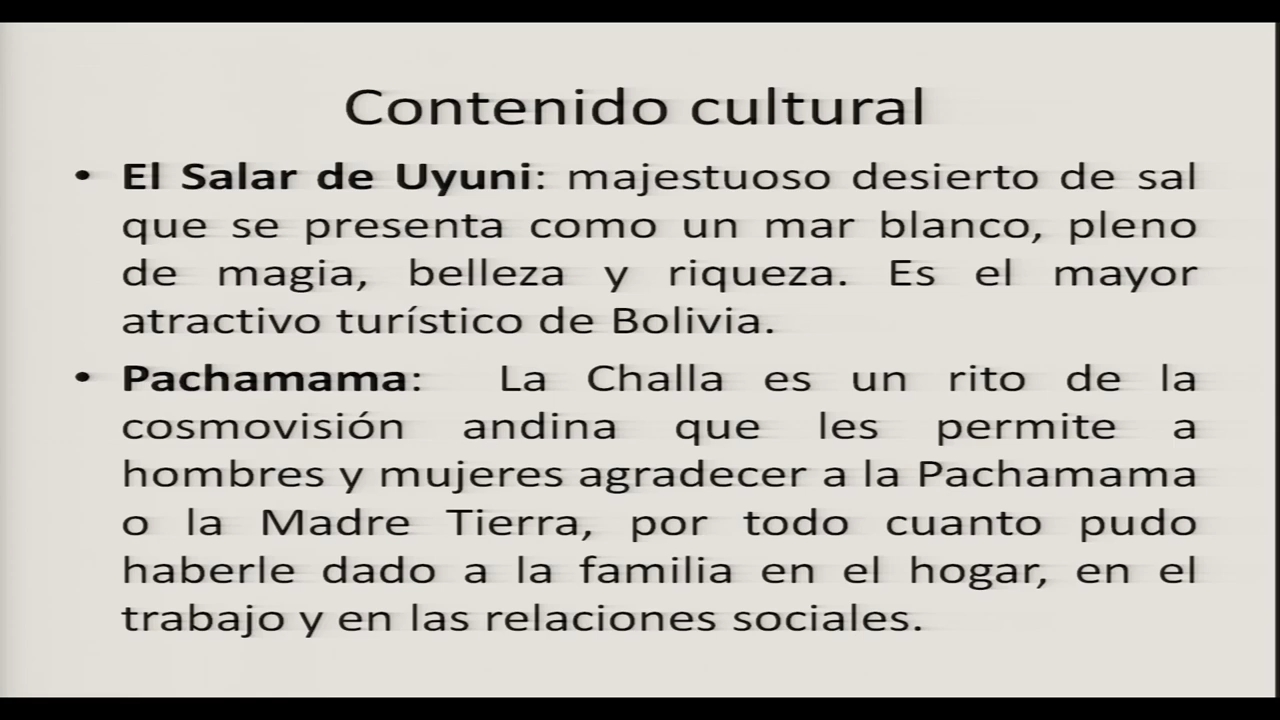 Contenido cultural
• El Salar de Uyuni: majestuoso desierto de sal
que se presenta como un mar blanco, pleno
de magia, belleza y riqueza. Es el mayor
atractivo turístico de Bolivia.
• Pachamama: La Challa es un rito de la
cosmovisión andina que les permite a
hombres y mujeres agradecer a la Pachamama
o la Madre Tierra, por todo cuanto pudo
haberle dado a la familia en el hogar, en el
trabajo y en las relaciones sociales.